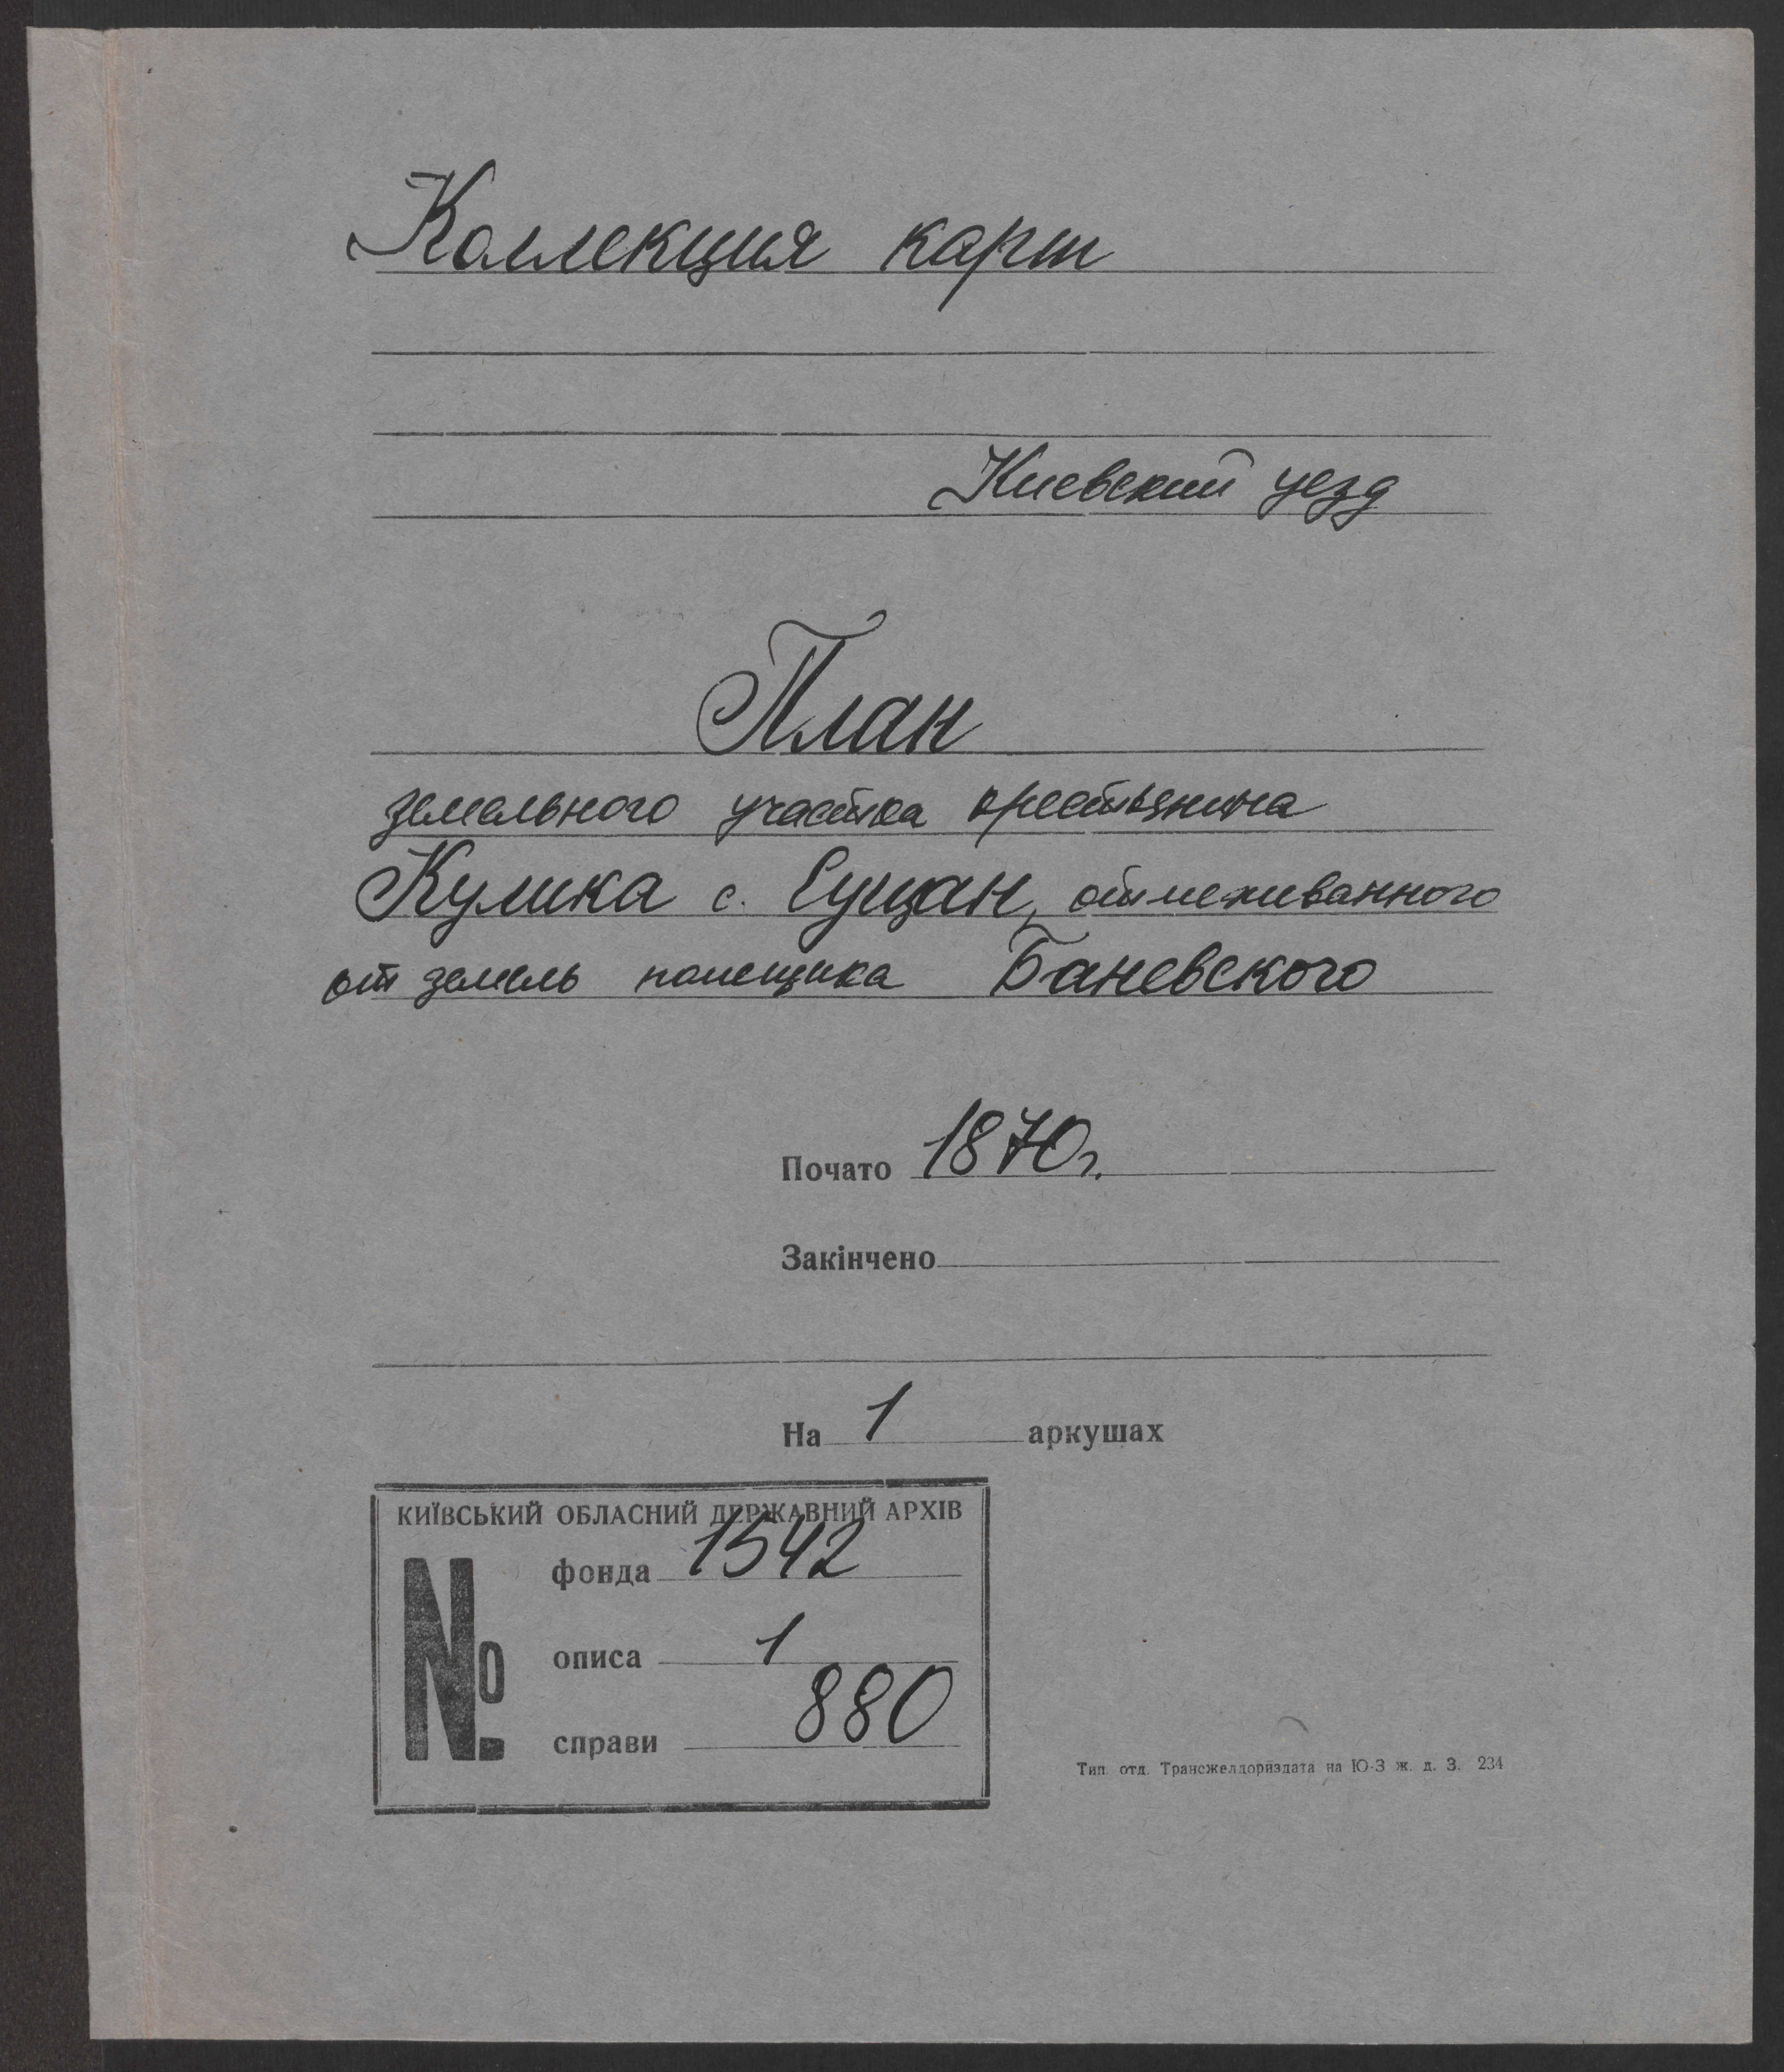 Коллекция карт
Киевский уезд
План
земельного участка крестьянина
Кулика с. Сущан, отмежеванного
от земель помещика Баневского
Почато 1870г.
Закінчено
На 1 аркушах
КИЇВСЬКИЙ ОБЛАСНИЙ ДЕРЖАВНИЙ АРХІВ
№
фонда 1542
описа 1
справи 880
Тип. отд. Трансжелдориздата на Ю-З ж. д. З. 234